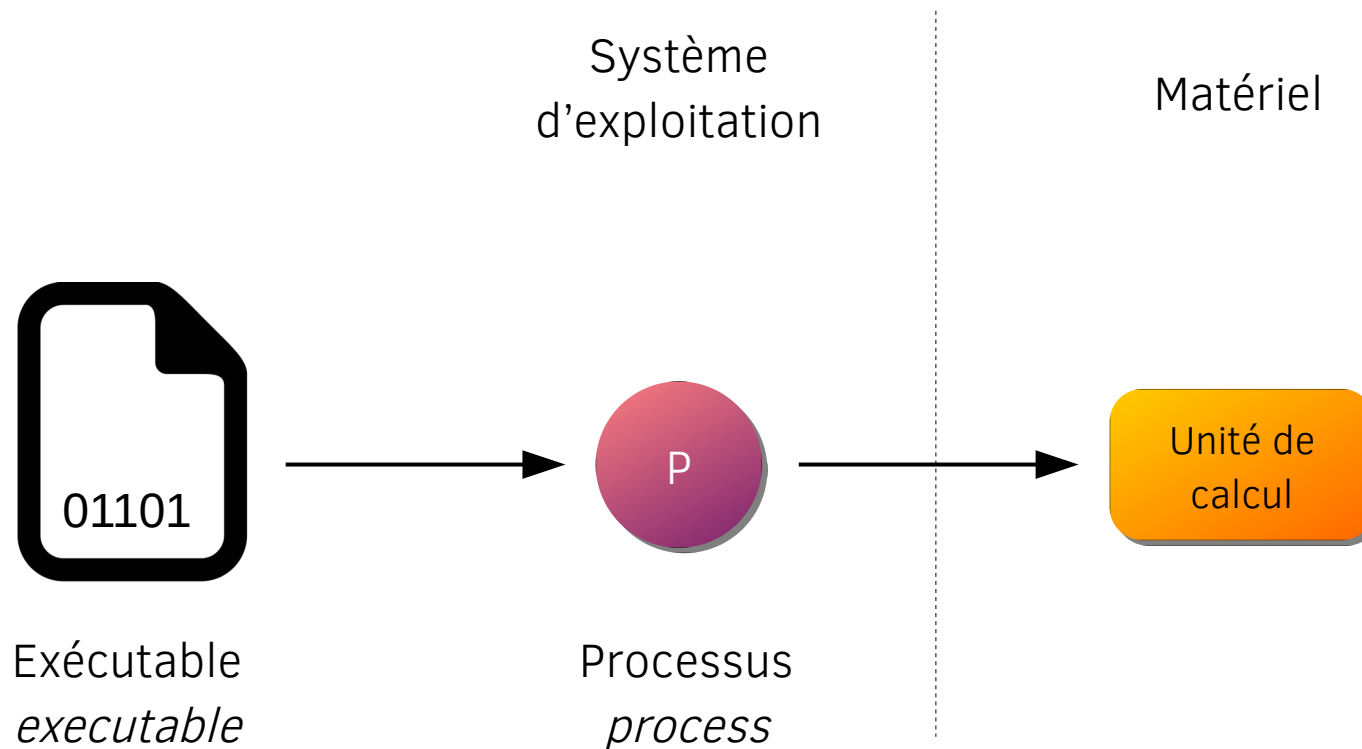 Système
d’exploitation
Matériel
01101
P
Unité de
calcul
Exécutable
executable
Processus
process